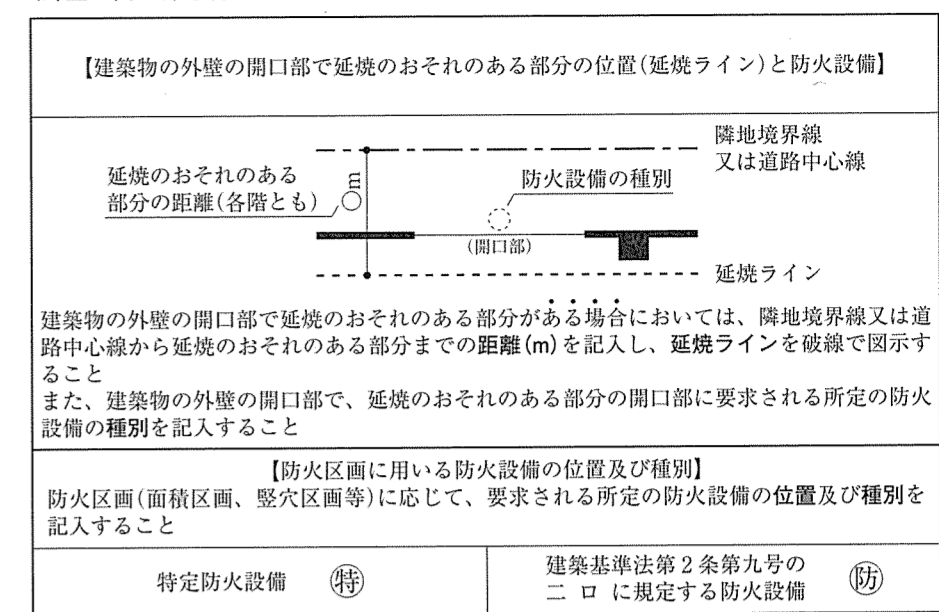 【建築物の外壁の開口部で延焼のおそれのある部分の位置(延焼ライン)と防火設備】
隣地境界線
又は道路中心線
延焼のおそれのある
部分の距離(各階とも)
○m
防火設備の種別
(開口部)
延焼ライン
建築物の外壁の開口部で延焼のおそれのある部分がある場合においては、隣地境界線又は道
路中心線から延焼のおそれのある部分までの距離(m)を記入し、延焼ラインを破線で図示す
ること
また、建築物の外壁の開口部で、延焼のおそれのある部分の開口部に要求される所定の防火
設備の種別を記入すること
【防火区画に用いる防火設備の位置及び種別】
防火区画(面積区画、竪穴区画等)に応じて、要求される所定の防火設備の位置及び種別を
記入すること
特定防火設備 ㊕
建築基準法第2条第九号の
二 ロ に規定する防火設備 防